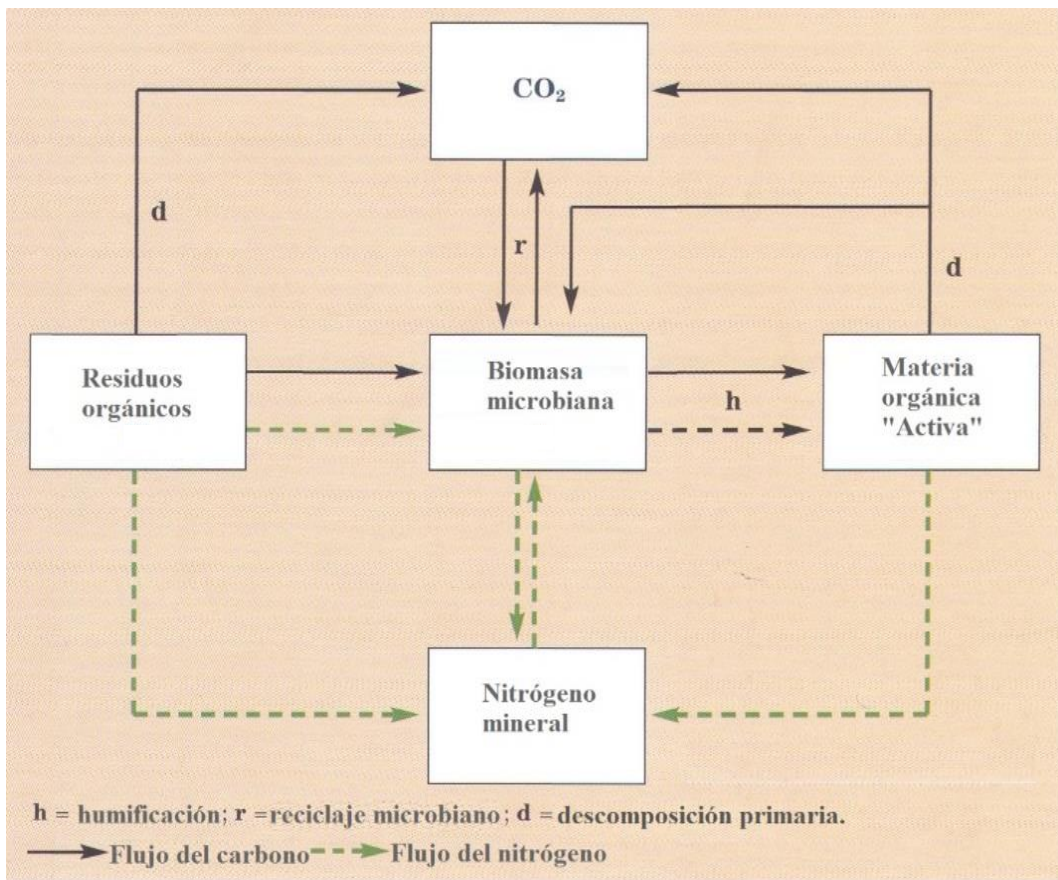 CO₂
d
r
d
Residuos
orgánicos
Biomasa
microbiana
h
Materia
orgánica
"Activa"
Nitrógeno
mineral
h = humificación; r =reciclaje microbiano; d =descomposición primaria.
Flujo del carbono Flujo del nitrógeno